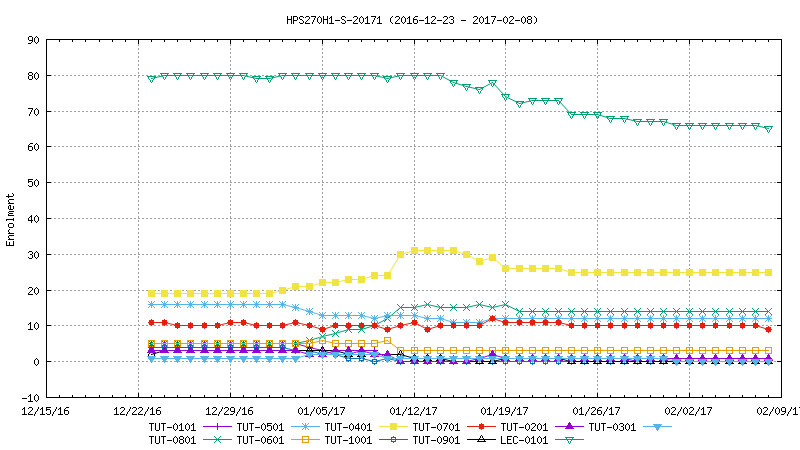 HPS270H1-S-20171 (2016-12-23 - 2017-02-08)
90
80
70
60
50
40
30
20
10
0
-10
Enrolment
12/15/16 12/22/16 12/29/16 01/05/17 01/12/17 01/19/17 01/26/17 02/02/17 02/09/17
TUT-0101 TUT-0501 TUT-0401 TUT-0701 TUT-0201 TUT-0301
TUT-0801 TUT-0601 TUT-1001 TUT-0901 LEC-0101